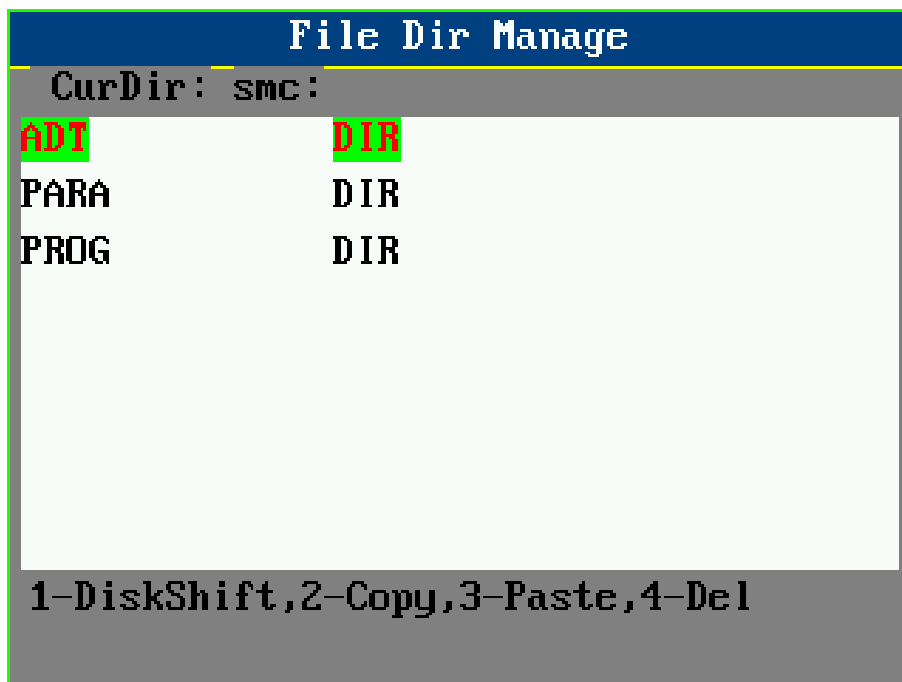 File Dir Manage
CurDir: smc:
ADT DIR
PARA DIR
PROG DIR
1-DiskShift,2-Copy,3-Paste,4-Del